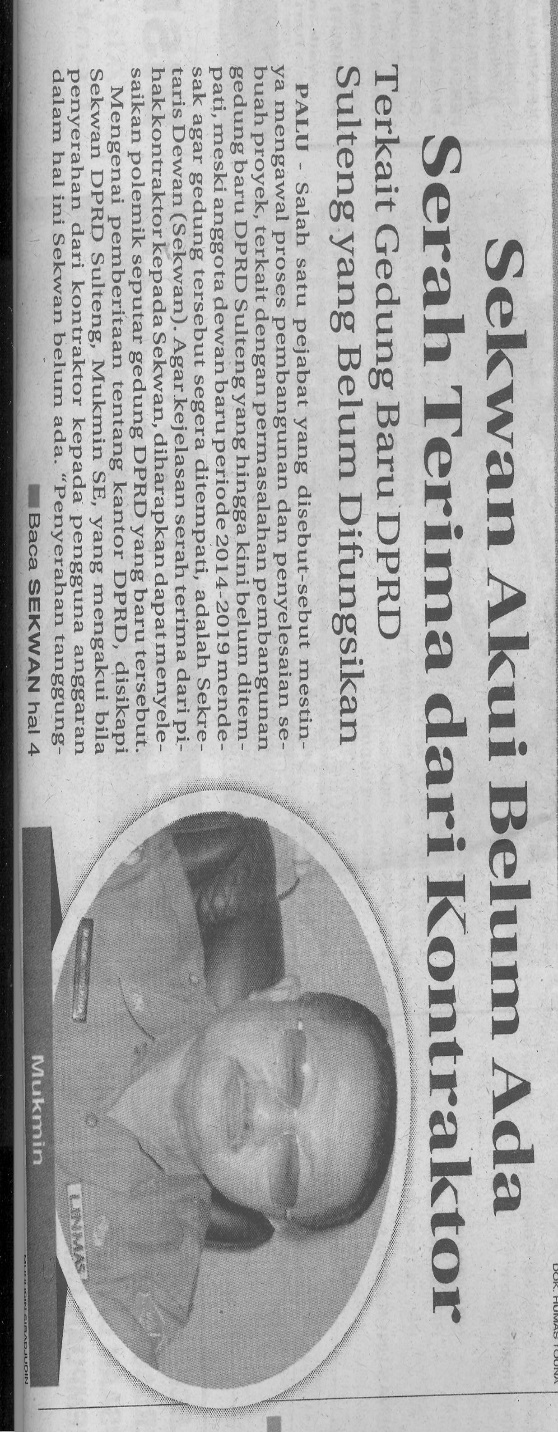 Sekwan Akui Belum Ada
Serah Terima dari Kontraktor
Terkait Gedung Baru DPRD
Sulteng yang Belum Difungsikan
PALU - Salah satu pejabat yang disebut-sebut mestin-
ya mengawal proses pembangunan dan penyelesaian se-
buah proyek, terkait dengan permasalahan pembangunan
gedung baru DPRD Sulteng yang hingga kini belum ditem-
pati, meski anggota dewan baru periode 2014-2019 mende-
sak agar gedung tersebut segera ditempati, adalah Sekre-
taris Dewan (Sekwan). Agar kejelasan serah terima dari pi-
hak kontraktor kepada Sekwan, diharapkan dapat menyele-
saikan polemik seputar gedung DPRD yang baru tersebut.
Mengenai pemberitaan tentang kantor DPRD, disikapi
Sekwan DPRD Sulteng, Mukmin SE, yang mengakui bila
penyerahan dari kontraktor kepada pengguna anggaran
dalam hal ini Sekwan belum ada. “Penyerahan tanggung-
Baca SEKWAN hal 4
LINMAS
Mukmin
DOK. HUMAS TOUNA